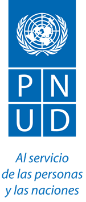 P N
U D
Al servicio
de las personas
y las naciones